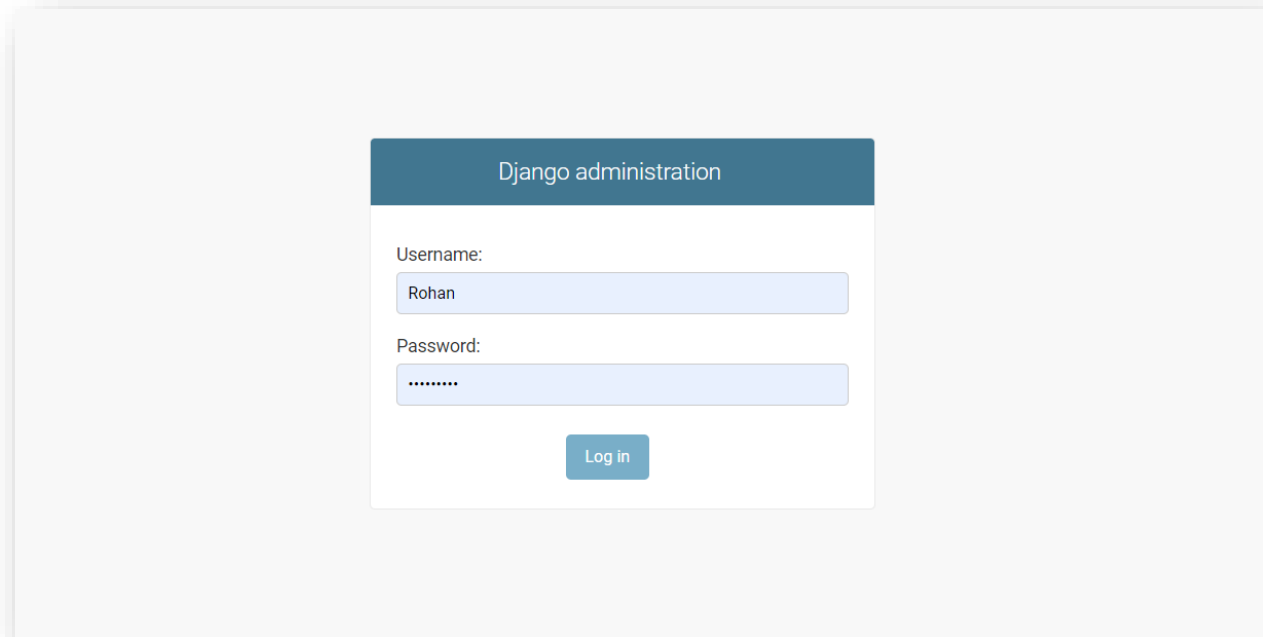 Django administration
Username:
Rohan
Password:
•••••••••
Log in